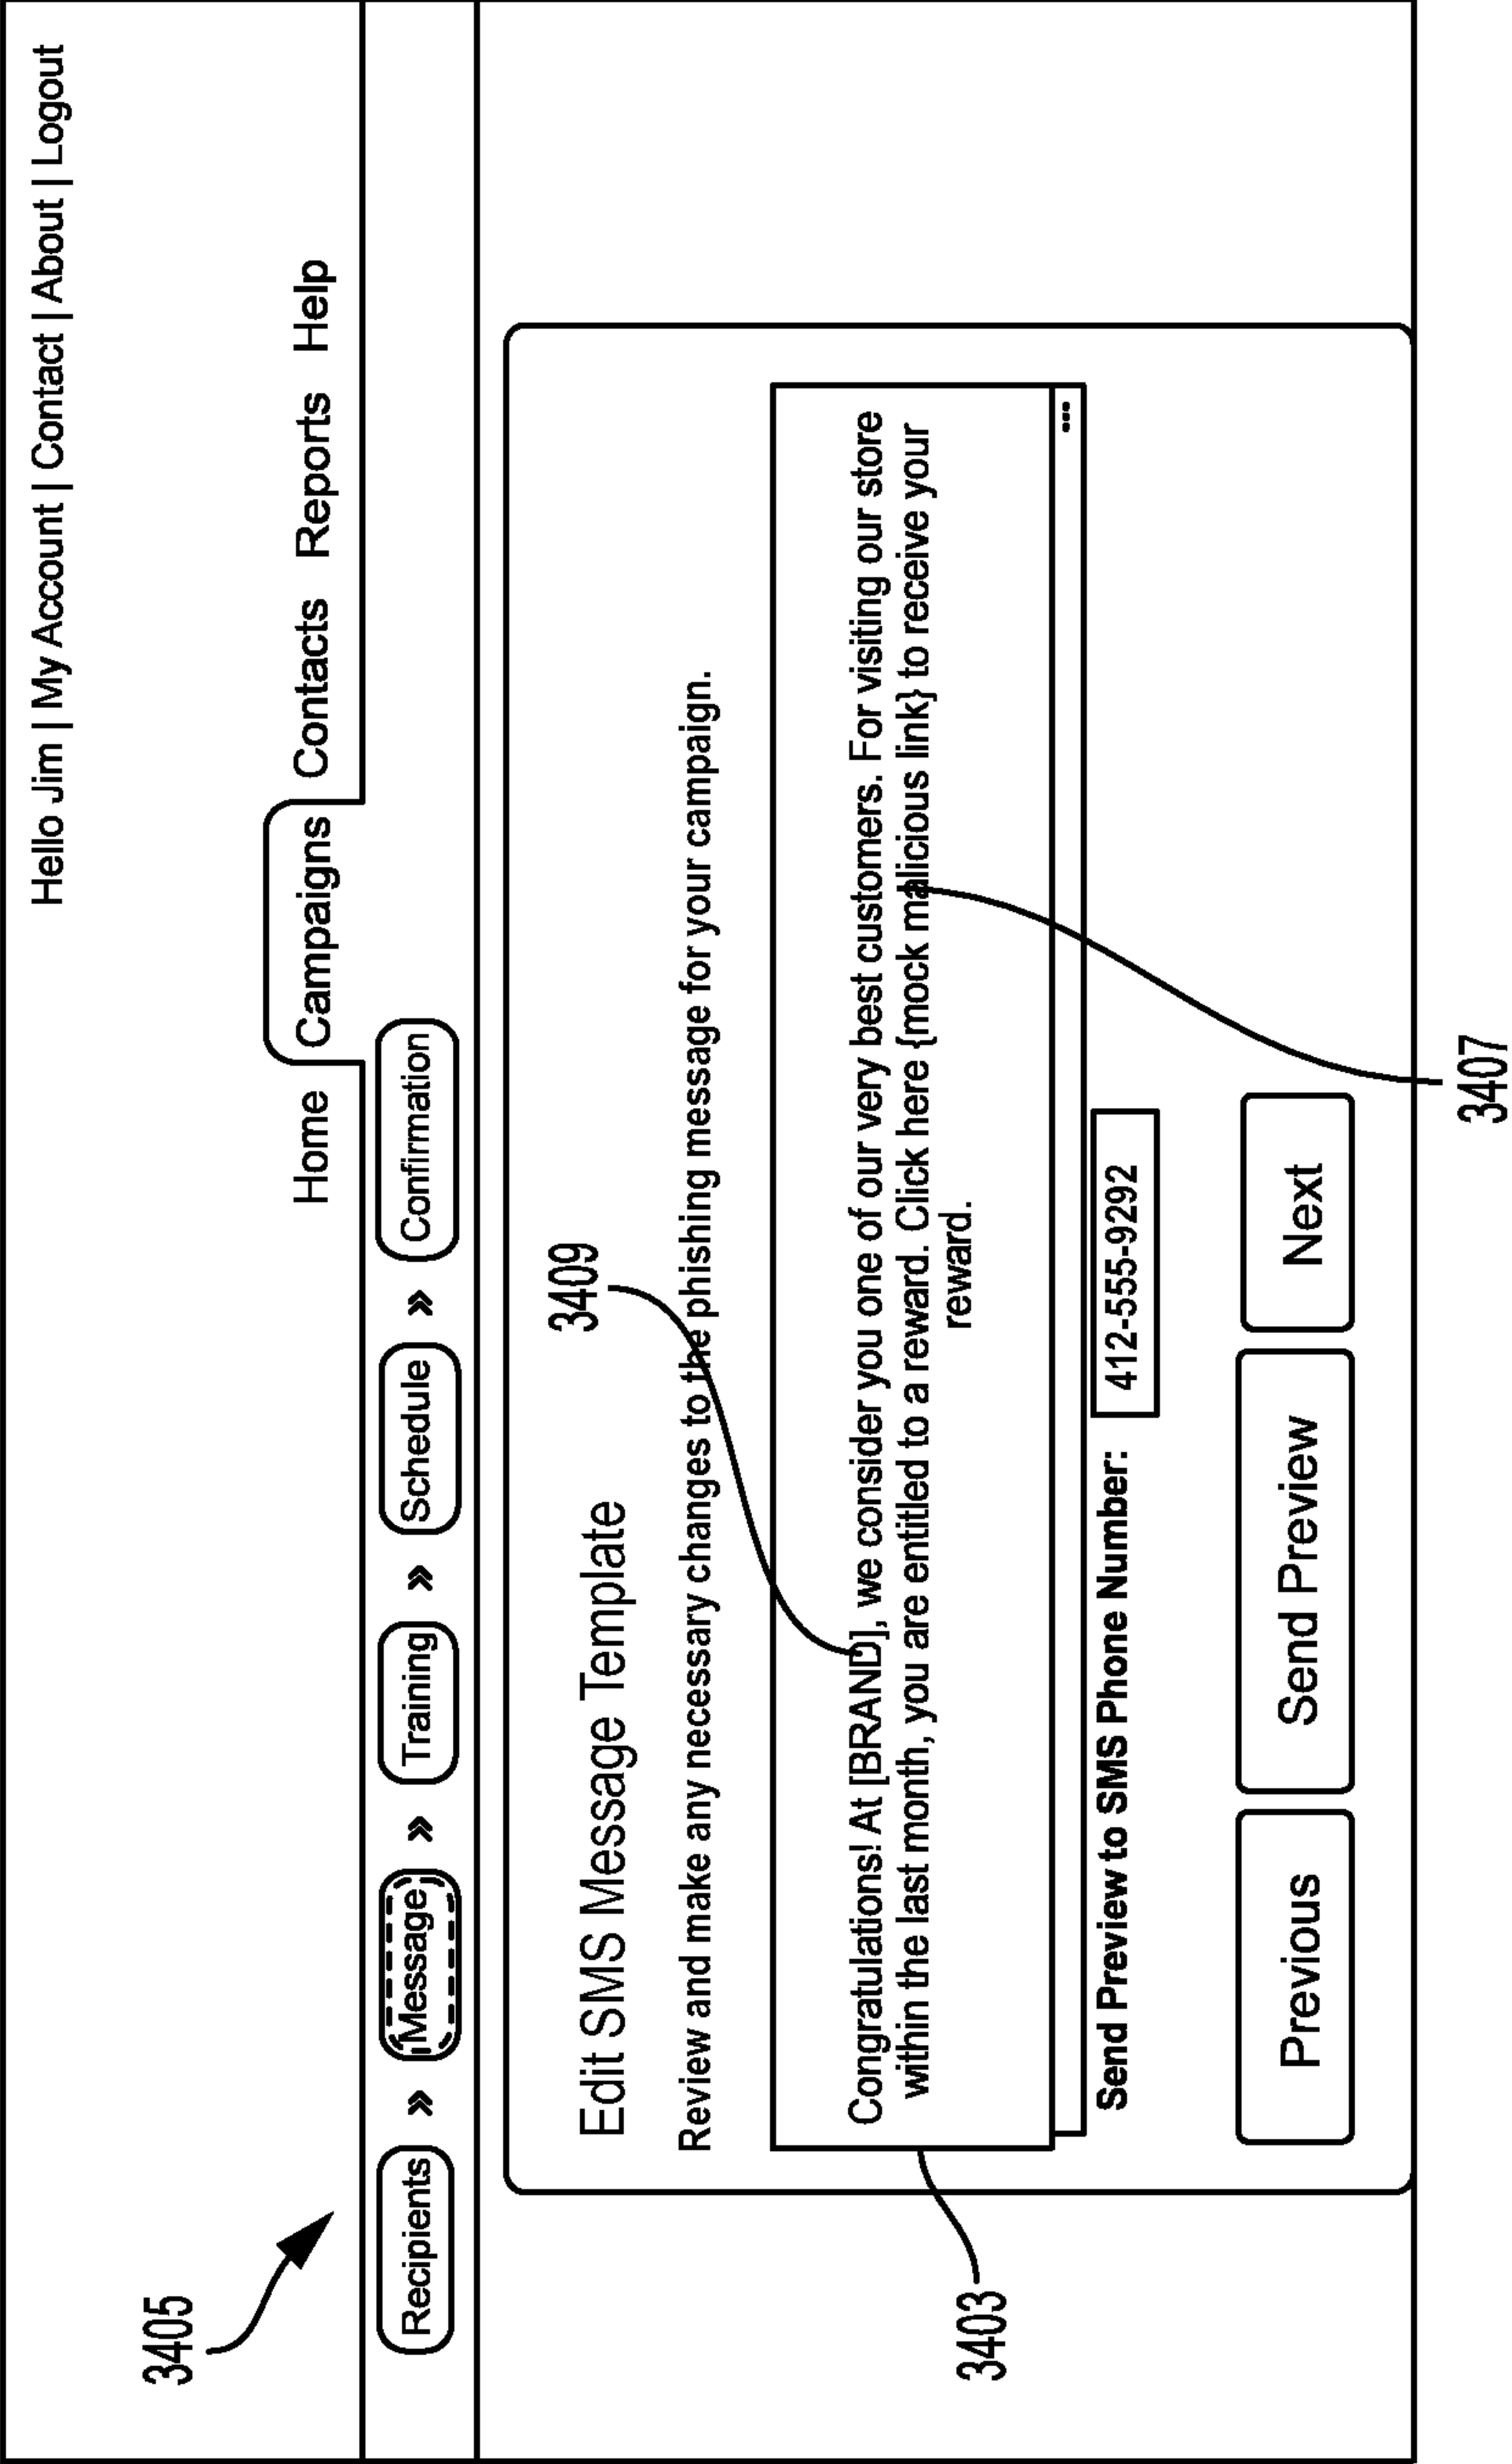 Hello Jim | My Account | Contact | About | Logout
Home Campaigns Contacts Reports Help
3405
Recipients » Message » Training » Schedule » Confirmation
3409
Edit SMS Message Template
Review and make any necessary changes to the phishing message for your campaign.
Congratulations! At [BRAND], we consider you one of our very best customers. For visiting our store
within the last month, you are entitled to a reward. Click here {mock malicious link} to receive your
reward.
...
3403
Send Preview to SMS Phone Number: 412-555-9292
Previous Send Preview Next
3407